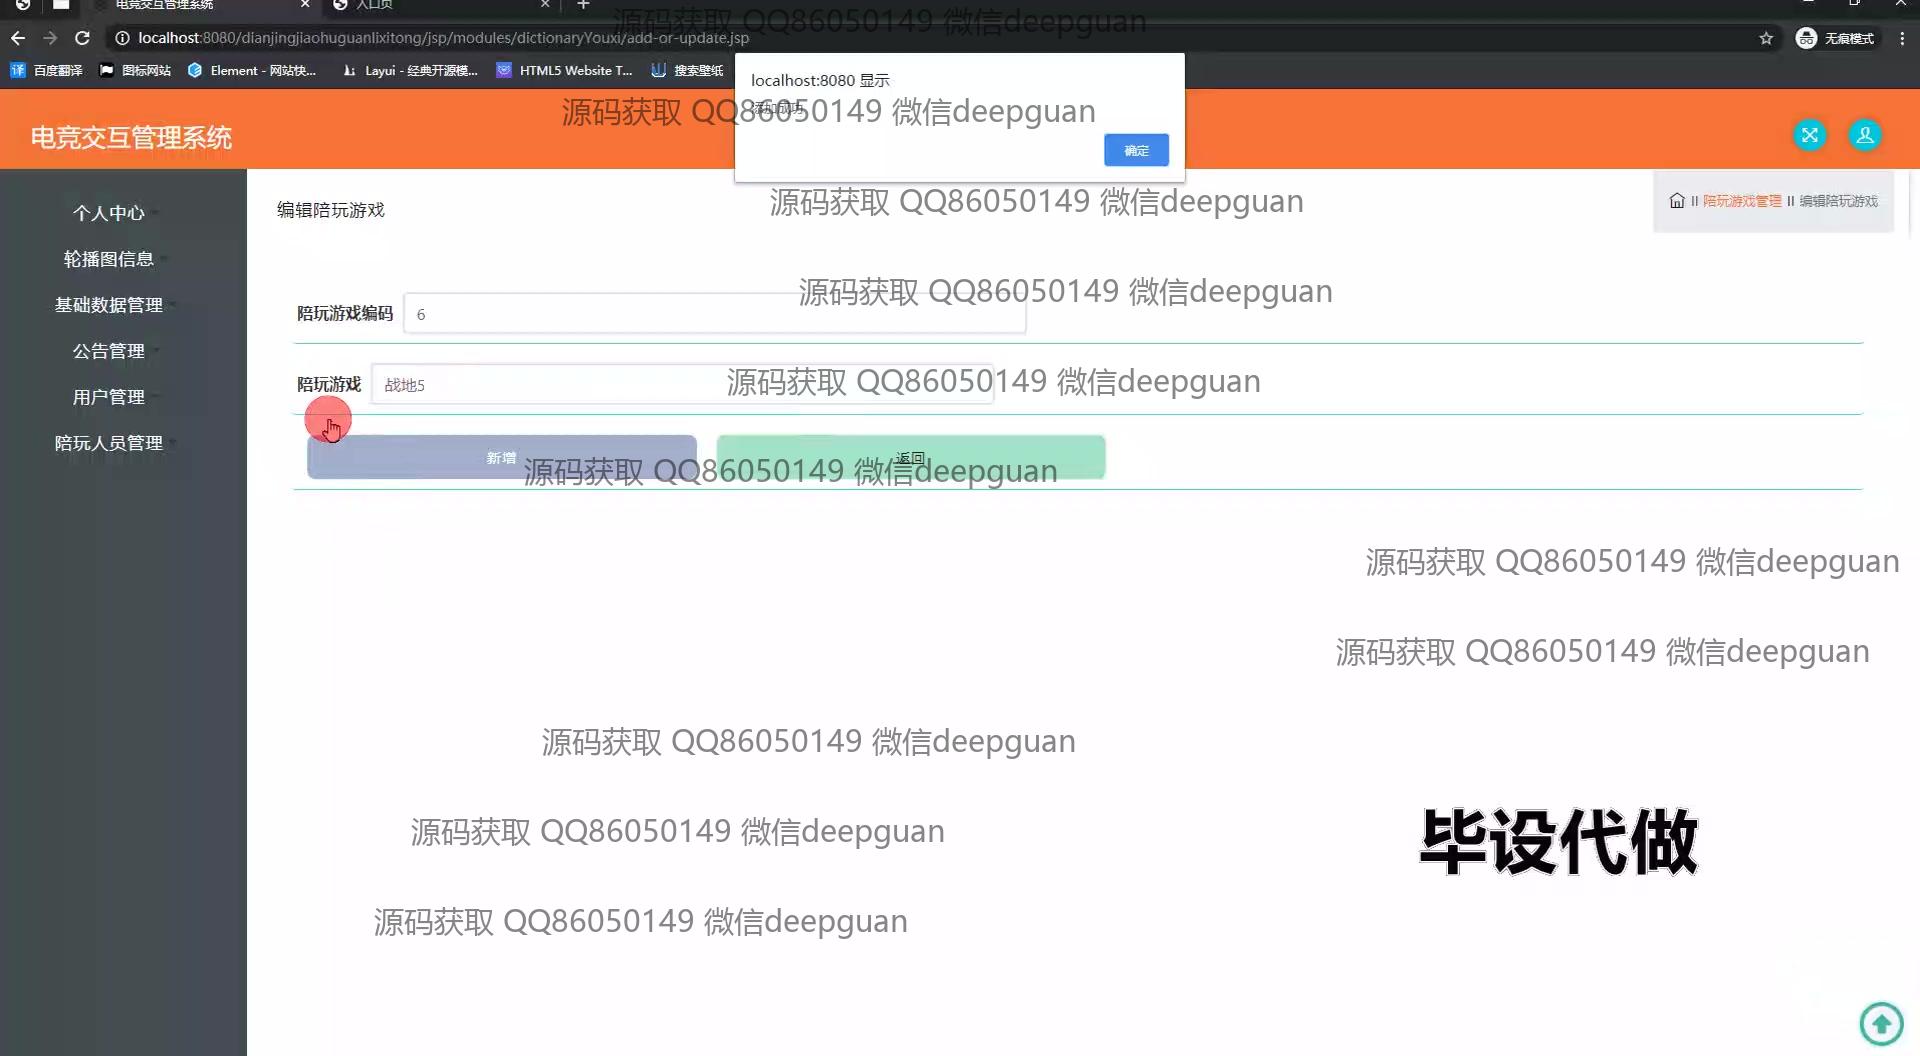 电竞交互管理系统
入口页
源码获取 QQ86050149 微信deepguan
localhost:8080/dianjingjiaohuguanlixitong/jsp/modules/dictionaryYouxi/add-or-update.jsp
无痕模式
百度翻译
图标网站
Element - 网站快...
Layui - 经典开源模...
HTML5 Website T...
搜索壁纸
localhost:8080 显示
添加成功
源码获取 QQ86050149 微信deepguan
确定
电竞交互管理系统
个人中心
轮播图信息
基础数据管理
公告管理
用户管理
陪玩人员管理
编辑陪玩游戏
源码获取 QQ86050149 微信deepguan
陪玩游戏管理
编辑陪玩游戏
源码获取 QQ86050149 微信deepguan
陪玩游戏编码
6
陪玩游戏
战地5
源码获取 QQ86050149 微信deepguan
新增
返回
源码获取 QQ86050149 微信deepguan
源码获取 QQ86050149 微信deepguan
源码获取 QQ86050149 微信deepguan
源码获取 QQ86050149 微信deepguan
源码获取 QQ86050149 微信deepguan
毕设代做
源码获取 QQ86050149 微信deepguan